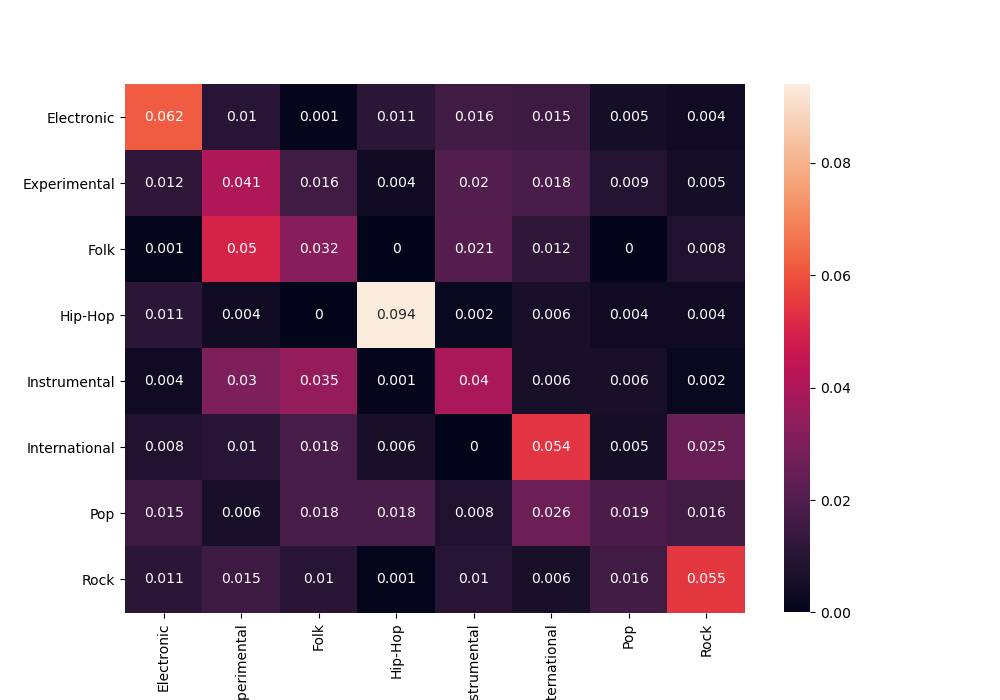 Electronic 0.062 0.01 0.001 0.011 0.016 0.015 0.005 0.004
0.08
Experimental 0.012 0.041 0.016 0.004 0.02 0.018 0.009 0.005
Folk 0.001 0.05 0.032 0 0.021 0.012 0 0.008
0.06
Hip-Hop 0.011 0.004 0 0.094 0.002 0.006 0.004 0.004
Instrumental 0.004 0.03 0.035 0.001 0.04 0.006 0.006 0.002
0.04
International 0.008 0.01 0.018 0.006 0 0.054 0.005 0.025
0.02
Pop 0.015 0.006 0.018 0.018 0.008 0.026 0.019 0.016
Rock 0.011 0.015 0.01 0.001 0.01 0.006 0.016 0.055
0.00
Electronic
perimental
Folk
Hip-Hop
strumental
ternational
Pop
Rock